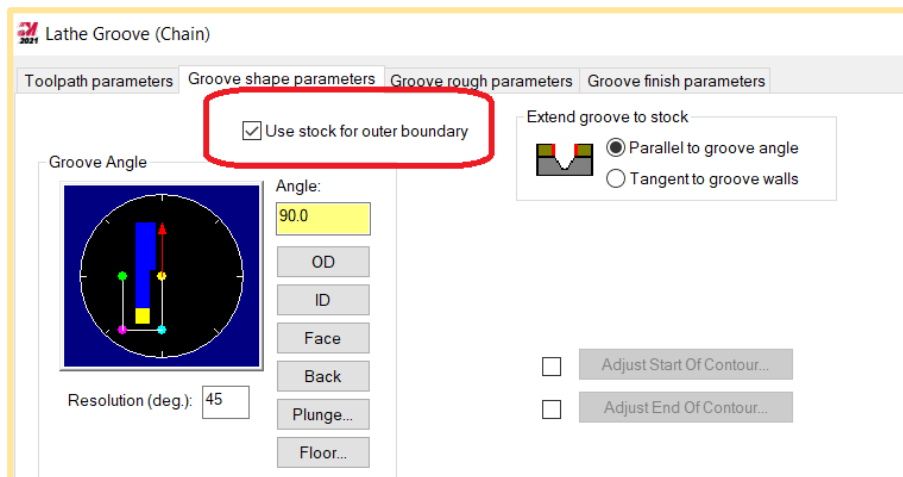 2021 Lathe Groove (Chain)
Toolpath parameters Groove shape parameters Groove rough parameters Groove finish parameters
Use stock for outer boundary
Extend groove to stock
Parallel to groove angle
Tangent to groove walls
Groove Angle
Angle:
90.0
OD
ID
Face
Back
Plunge...
Floor...
Resolution (deg.): 45
Adjust Start Of Contour...
Adjust End Of Contour...